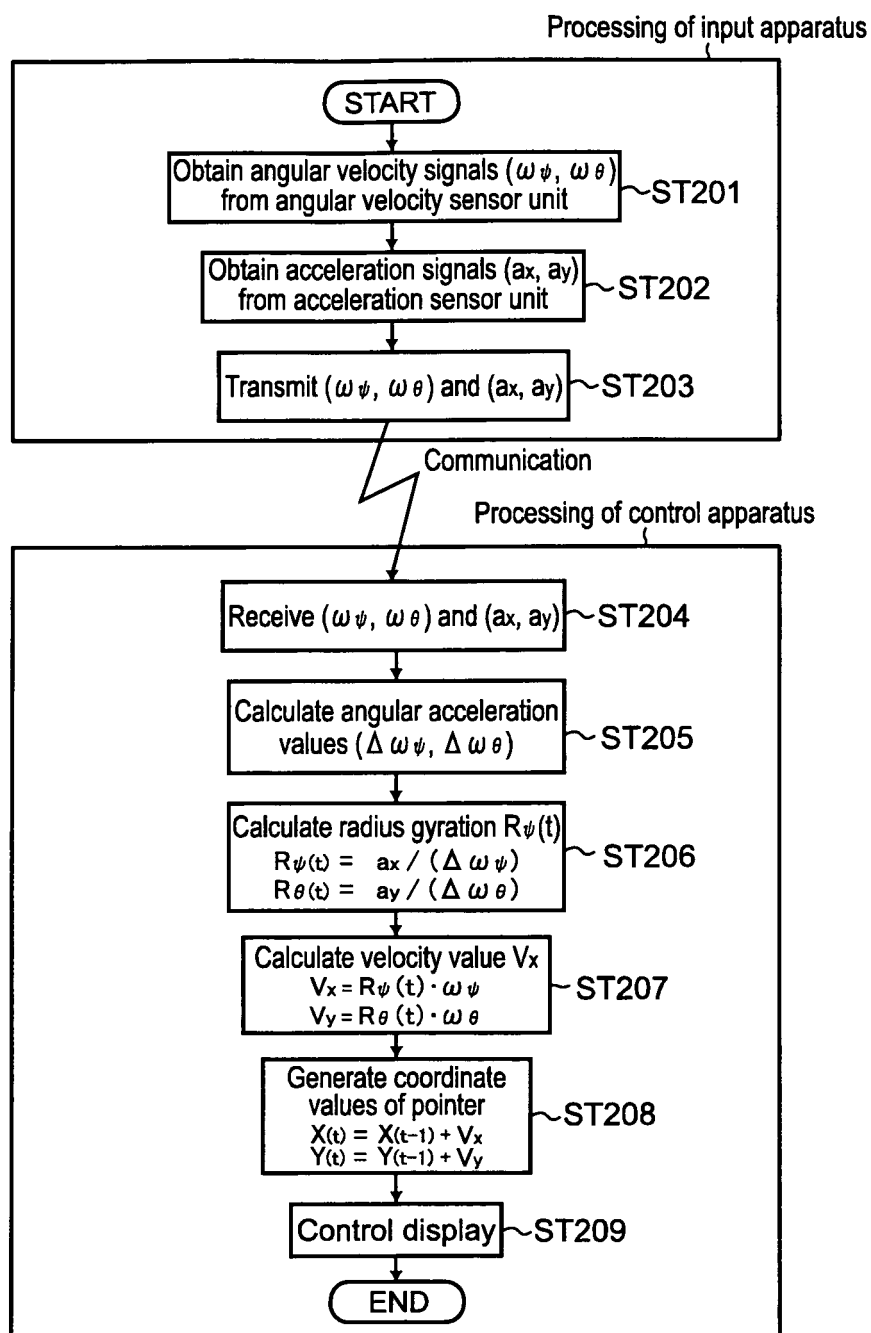 Processing of input apparatus
START
Obtain angular velocity signals (ωψ, ωθ)
from angular velocity sensor unit
ST201
Obtain acceleration signals (ax, ay)
from acceleration sensor unit
ST202
Transmit (ωψ, ωθ) and (ax, ay)
ST203
Communication
Processing of control apparatus
Receive (ωψ, ωθ) and (ax, ay)
ST204
Calculate angular acceleration
values (Δωψ, Δωθ)
ST205
Calculate radius gyration Rψ(t)
Rψ(t) = ax / (Δωψ)
Rθ(t) = ay / (Δωθ)
ST206
Calculate velocity value Vx
Vx = Rψ(t) · ωψ
Vy = Rθ(t) · ωθ
ST207
Generate coordinate
values of pointer
X(t) = X(t-1) + Vx
Y(t) = Y(t-1) + Vy
ST208
Control display
ST209
END